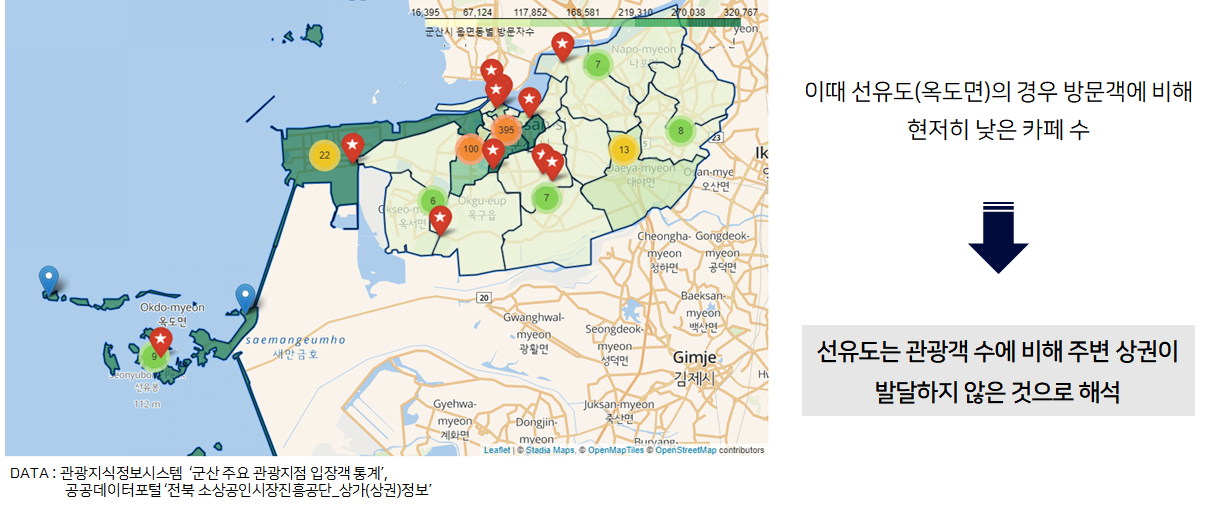 16,395 67,124 117,852 168,581 219,310 270,038 320,767
군산시 읍면동별 방문자수
Napo-myeon
나포면
7
395
8
23
22
100
13
Daeya-myeon
대야면
오산면
6
Okgu-eup
옥구읍
옥서면
7
Cheongha-
myeon
청하면
Gongdeok-
myeon
공덕면
20
Okdo-myeon
옥도면
saemangeumho
새만금호
Baeksan-
myeon
백산면
Gwanghwal-
myeon
광활면
Seongdeok-
myeon
성덕면
Gimje
김제시
9
선유봉
112 m
Gyehwa-
myeon
계화면
Juksan-myeon
죽산면
Dongjin-
myeon
Leaflet | © Stadia Maps, © OpenMapTiles © OpenStreetMap contributors
DATA : 관광지식정보시스템 ‘군산 주요 관광지점 입장객 통계’,
공공데이터포털 ‘전북 소상공인시장진흥공단_상가(상권)정보’
이때 선유도(옥도면)의 경우 방문객에 비해
현저히 낮은 카페 수
선유도는 관광객 수에 비해 주변 상권이
발달하지 않은 것으로 해석